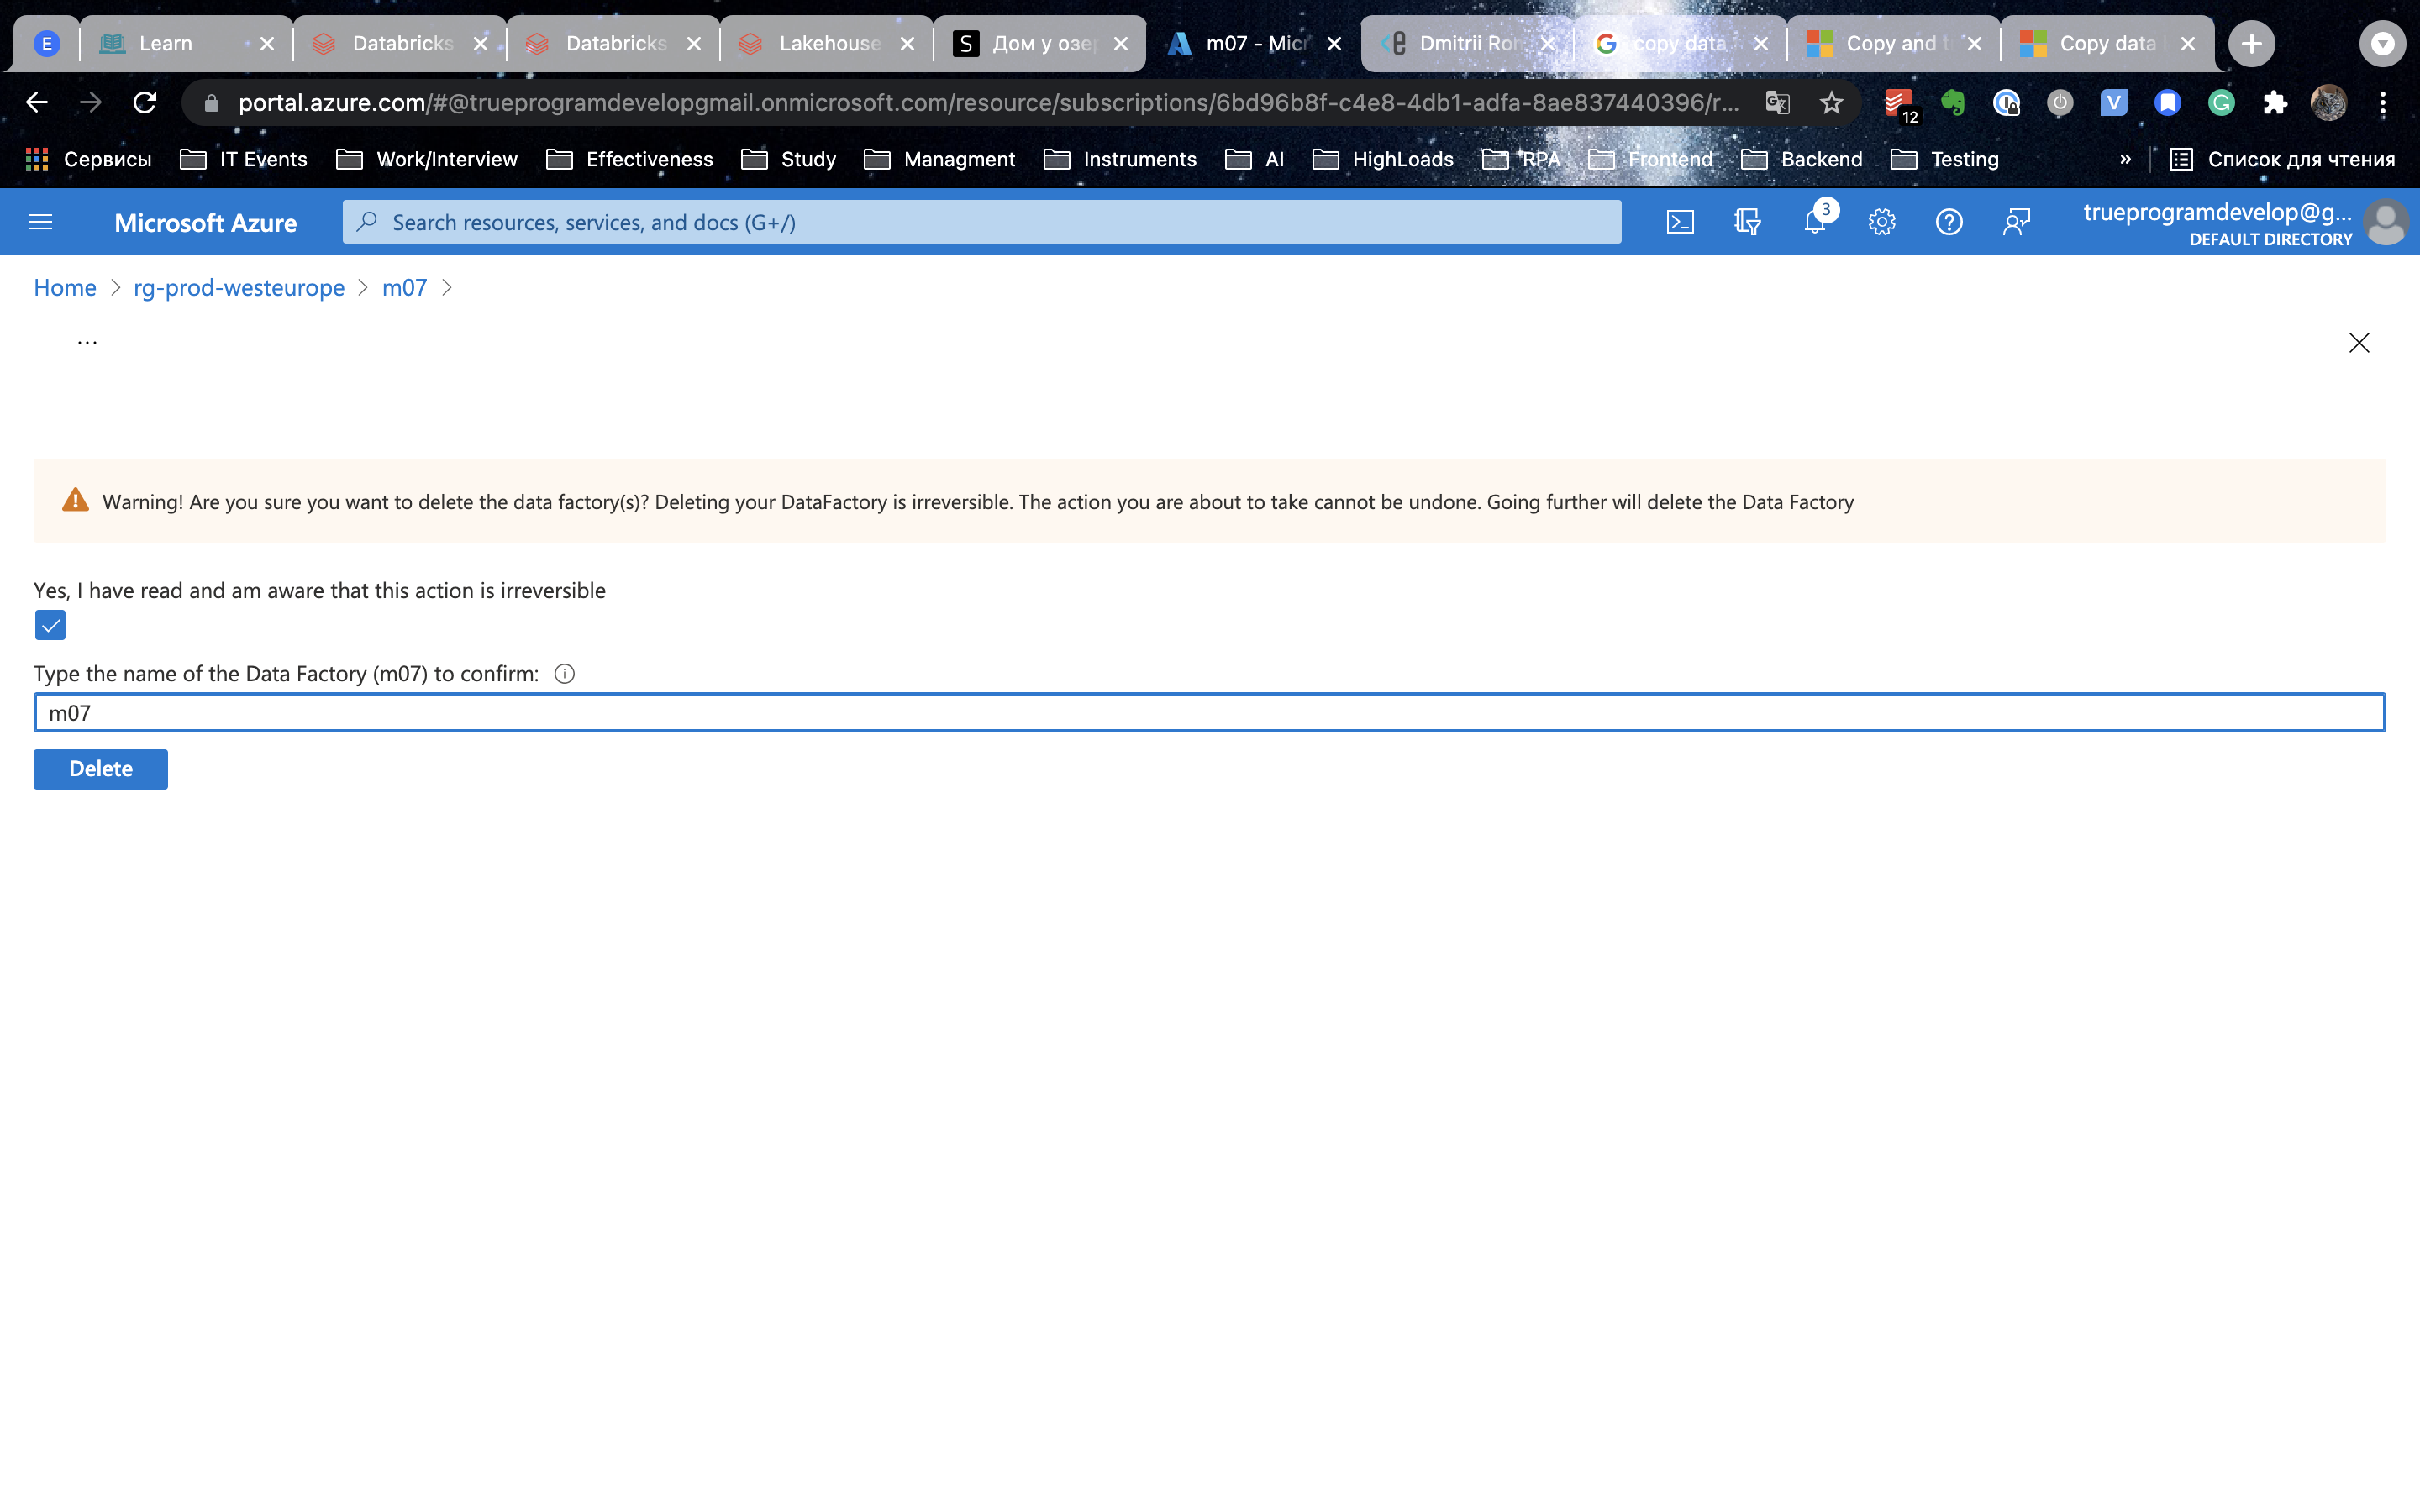 E Learn Databricks Databricks Lakehouse S Дом у озе m07 - Micr Dmitrii Ro copy data Copy and t Copy data
portal.azure.com/#@trueprogramdevelopgmail.onmicrosoft.com/resource/subscriptions/6bd96b8f-c4e8-4db1-adfa-8ae837440396/r... 12 V G
Сервисы IT Events Work/Interview Effectiveness Study Managment Instruments AI HighLoads RPA Frontend Backend Testing » Список для чтения
Microsoft Azure Search resources, services, and docs (G+/) 3 trueprogramdevelop@g...
DEFAULT DIRECTORY
Home > rg-prod-westeurope > m07 >
...
Warning! Are you sure you want to delete the data factory(s)? Deleting your DataFactory is irreversible. The action you are about to take cannot be undone. Going further will delete the Data Factory
Yes, I have read and am aware that this action is irreversible
Type the name of the Data Factory (m07) to confirm:
m07
Delete